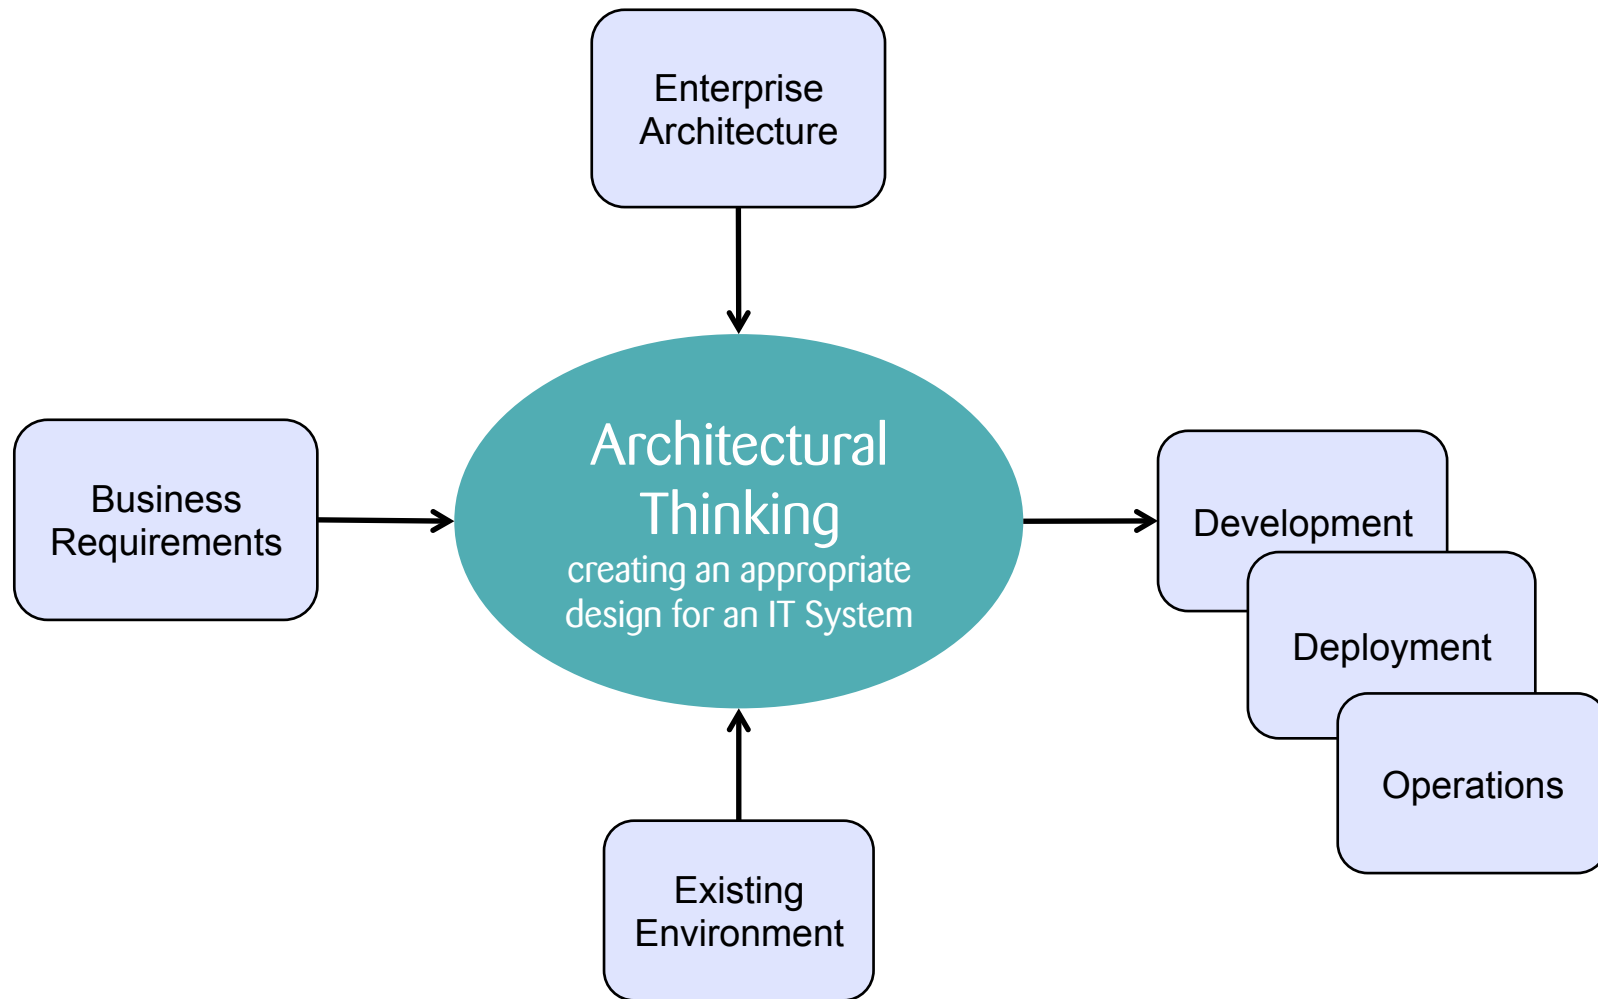 Enterprise
Architecture
Business
Requirements
Architectural
Thinking
creating an appropriate
design for an IT System
Development
Deployment
Operations
Existing
Environment